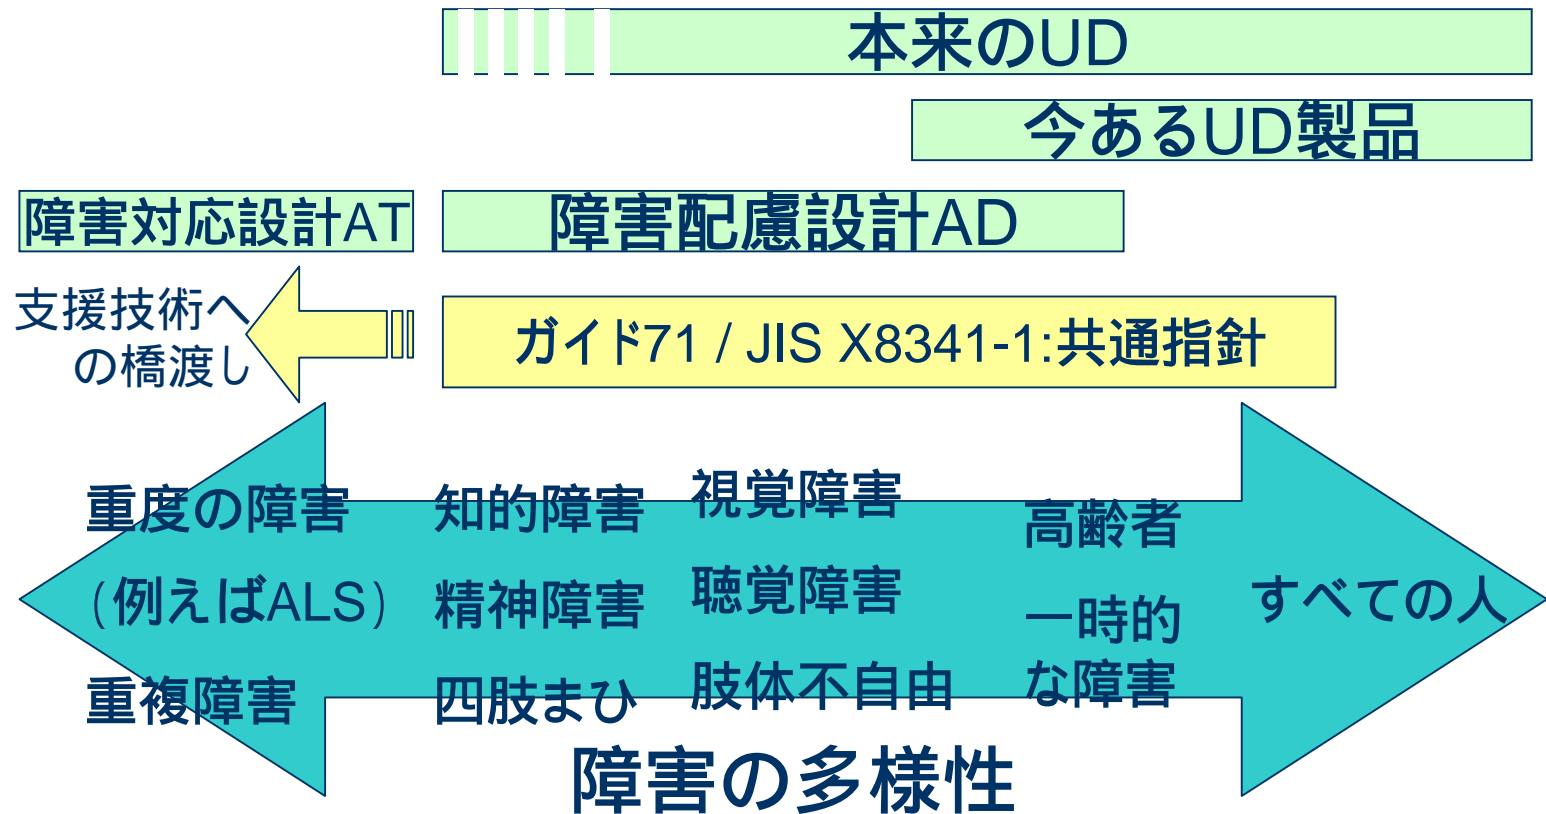 本来のUD
今あるUD製品
障害対応設計AT
障害配慮設計AD
支援技術へ
の橋渡し
ガイド71 / JIS X8341-1:共通指針
重度の障害
(例えばALS)
重複障害
知的障害
精神障害
四肢まひ
視覚障害
聴覚障害
肢体不自由
高齢者
一時的
な障害
すべての人
障害の多様性